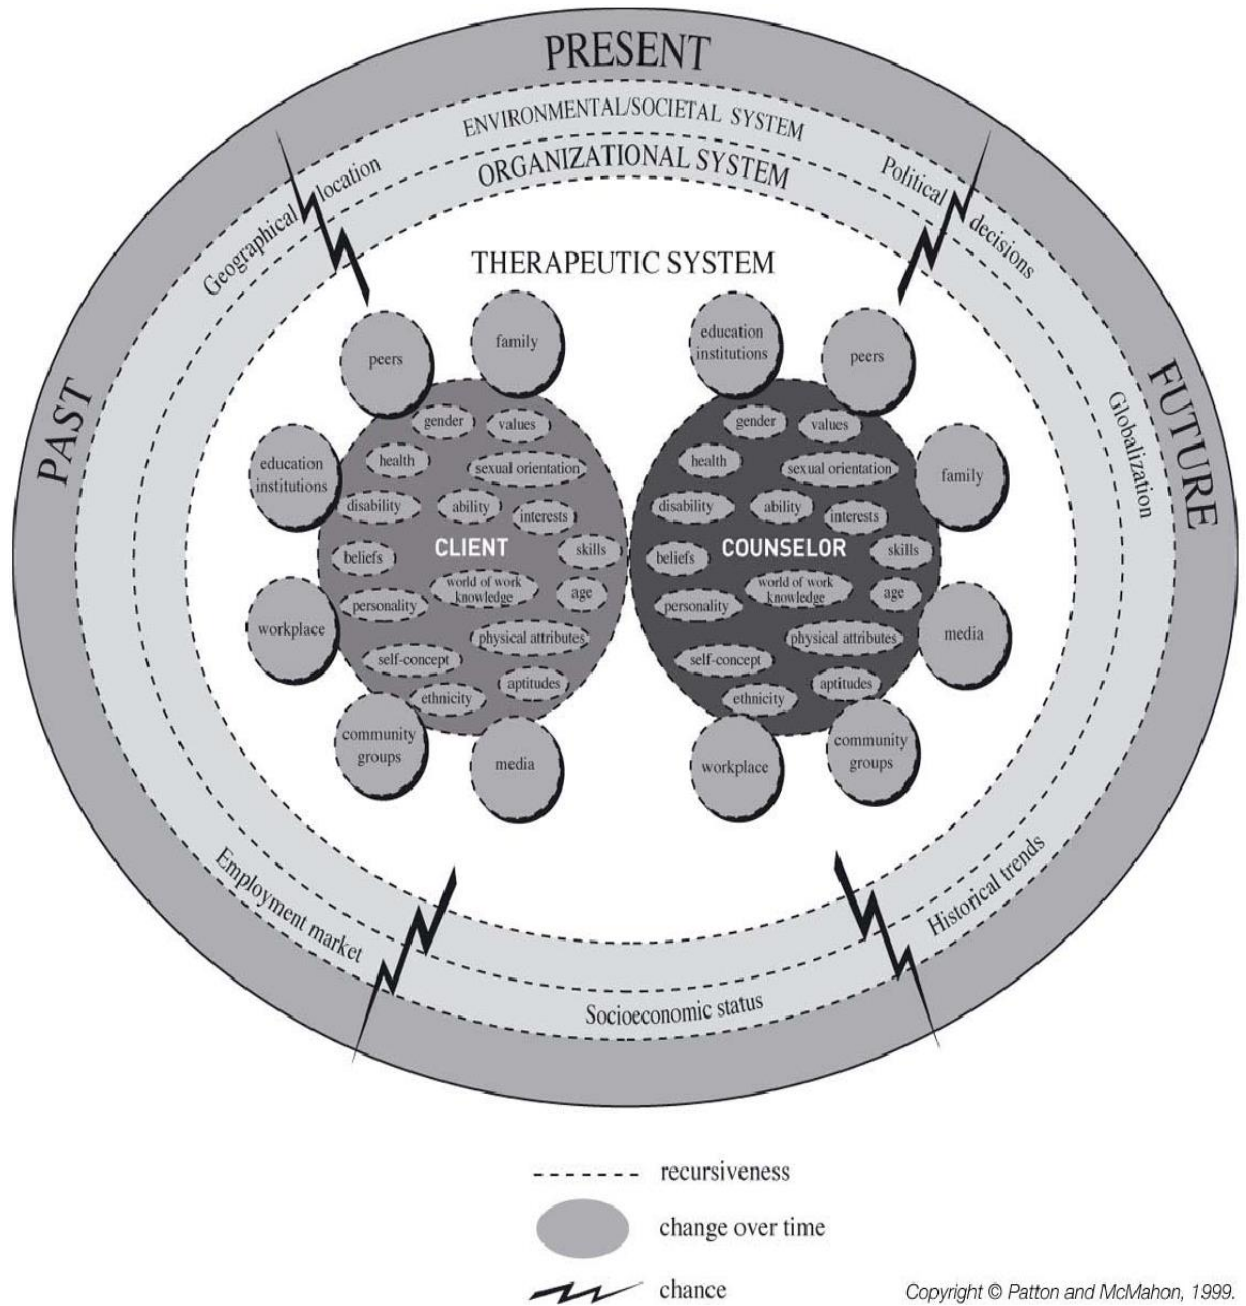 PRESENT
ENVIRONMENTAL/SOCIETAL SYSTEM
ORGANIZATIONAL SYSTEM
Geographical location
Political decisions
THERAPEUTIC SYSTEM
PAST
FUTURE
Globalization
peers
family
education
institutions
workplace
community
groups
media
gender
values
health
sexual orientation
disability
ability
interests
CLIENT
skills
beliefs
world of work
knowledge
age
personality
physical attributes
self-concept
aptitudes
ethnicity
education
institutions
peers
family
media
community
groups
workplace
gender
values
health
sexual orientation
disability
ability
interests
COUNSELOR
skills
beliefs
world of work
knowledge
age
personality
physical attributes
self-concept
aptitudes
ethnicity
Employment market
Socioeconomic status
Historical trends
recursiveness
change over time
chance
Copyright © Patton and McMahon, 1999.